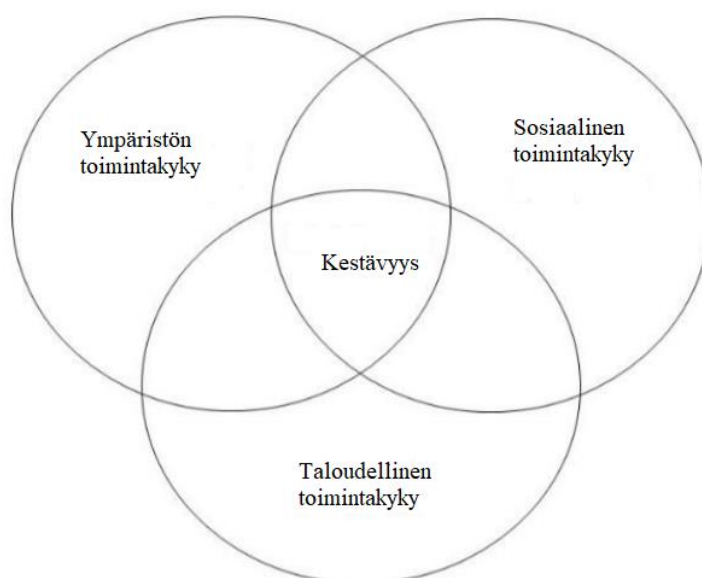 Ympäristön
toimintakyky
Sosiaalinen
toimintakyky
Kestävyys
Taloudellinen
toimintakyky